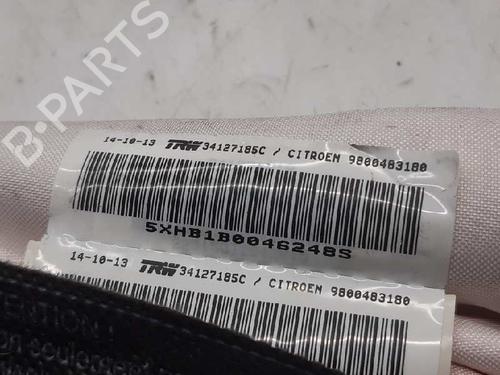 B-PARTS
14-10-13 TRW 34127185C / CITROEN 9800483180
5XHB1B0046248S
14-10-13 TRW 34127185C / CITROEN 9800483180